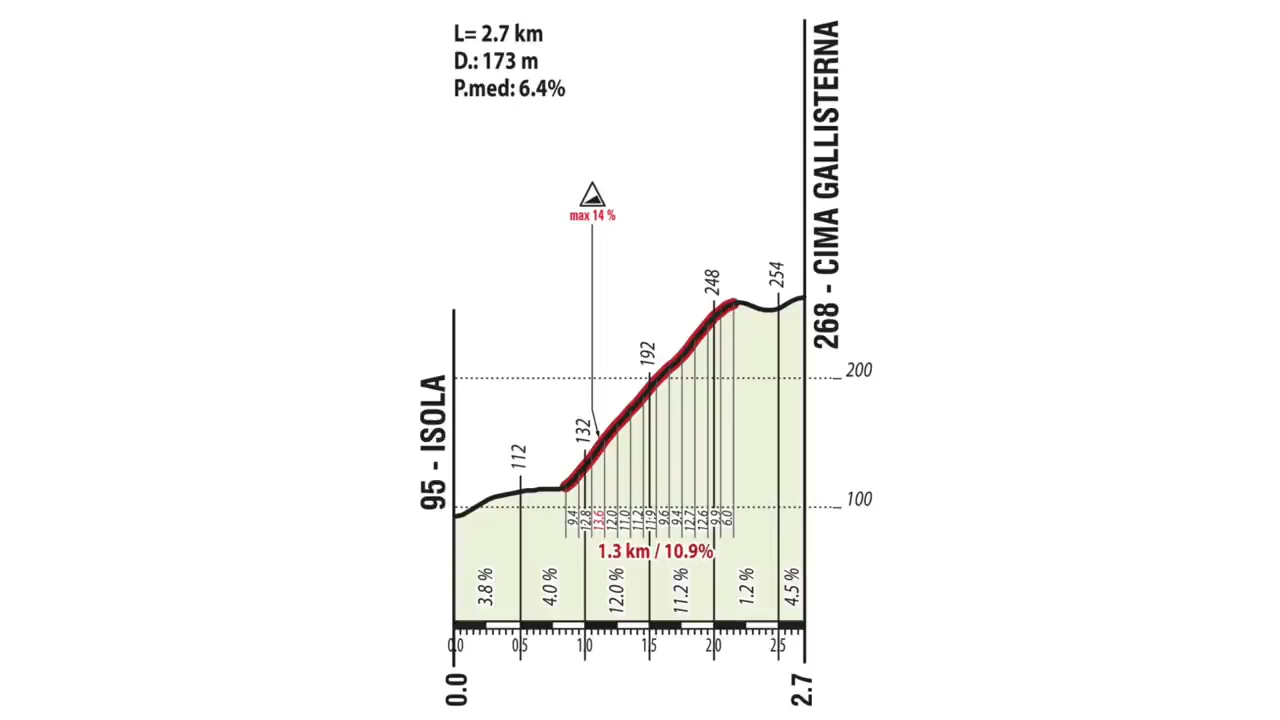 L= 2.7 km
D.: 173 m
P.med: 6.4%
max 14 %
95 - ISOLA
112
132
192
248
254
268 - CIMA GALLISTERNA
200
100
9.4 12.8 13.6 12.0 11.0 11.2 11.9 9.6 9.4 12.7 12.6 9.9 6.0
1.3 km / 10.9%
3.8 % 4.0 % 12.0 % 11.2 % 1.2 % 4.5 %
0.0 0.5 1.0 1.5 2.0 2.5
0.0 2.7